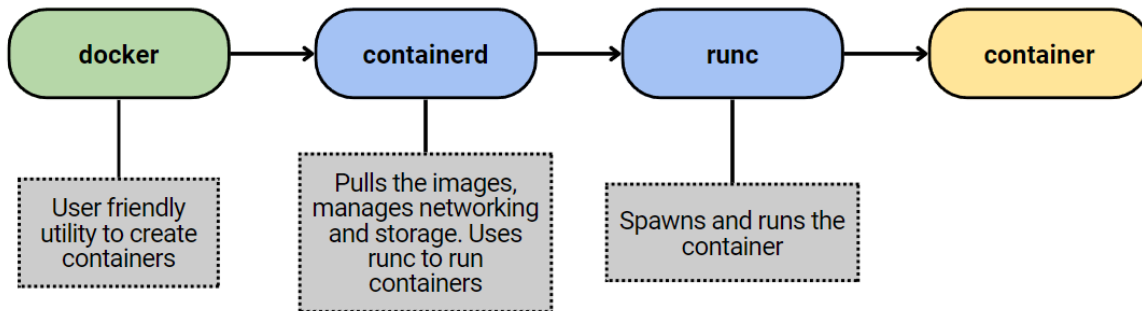 docker
containerd
runc
container
User friendly
utility to create
containers
Pulls the images,
manages networking
and storage. Uses
runc to run
containers
Spawns and runs the
container